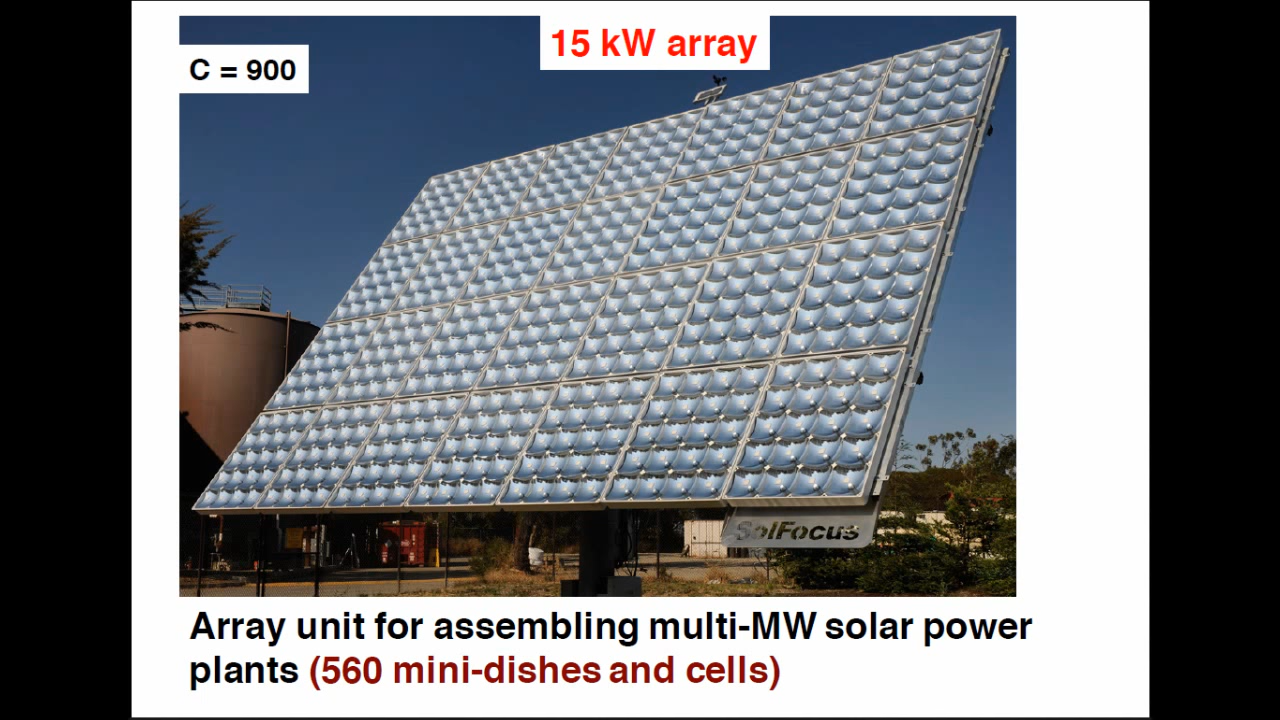 15 kW array
C = 900
SolFocus
Array unit for assembling multi-MW solar power
plants (560 mini-dishes and cells)